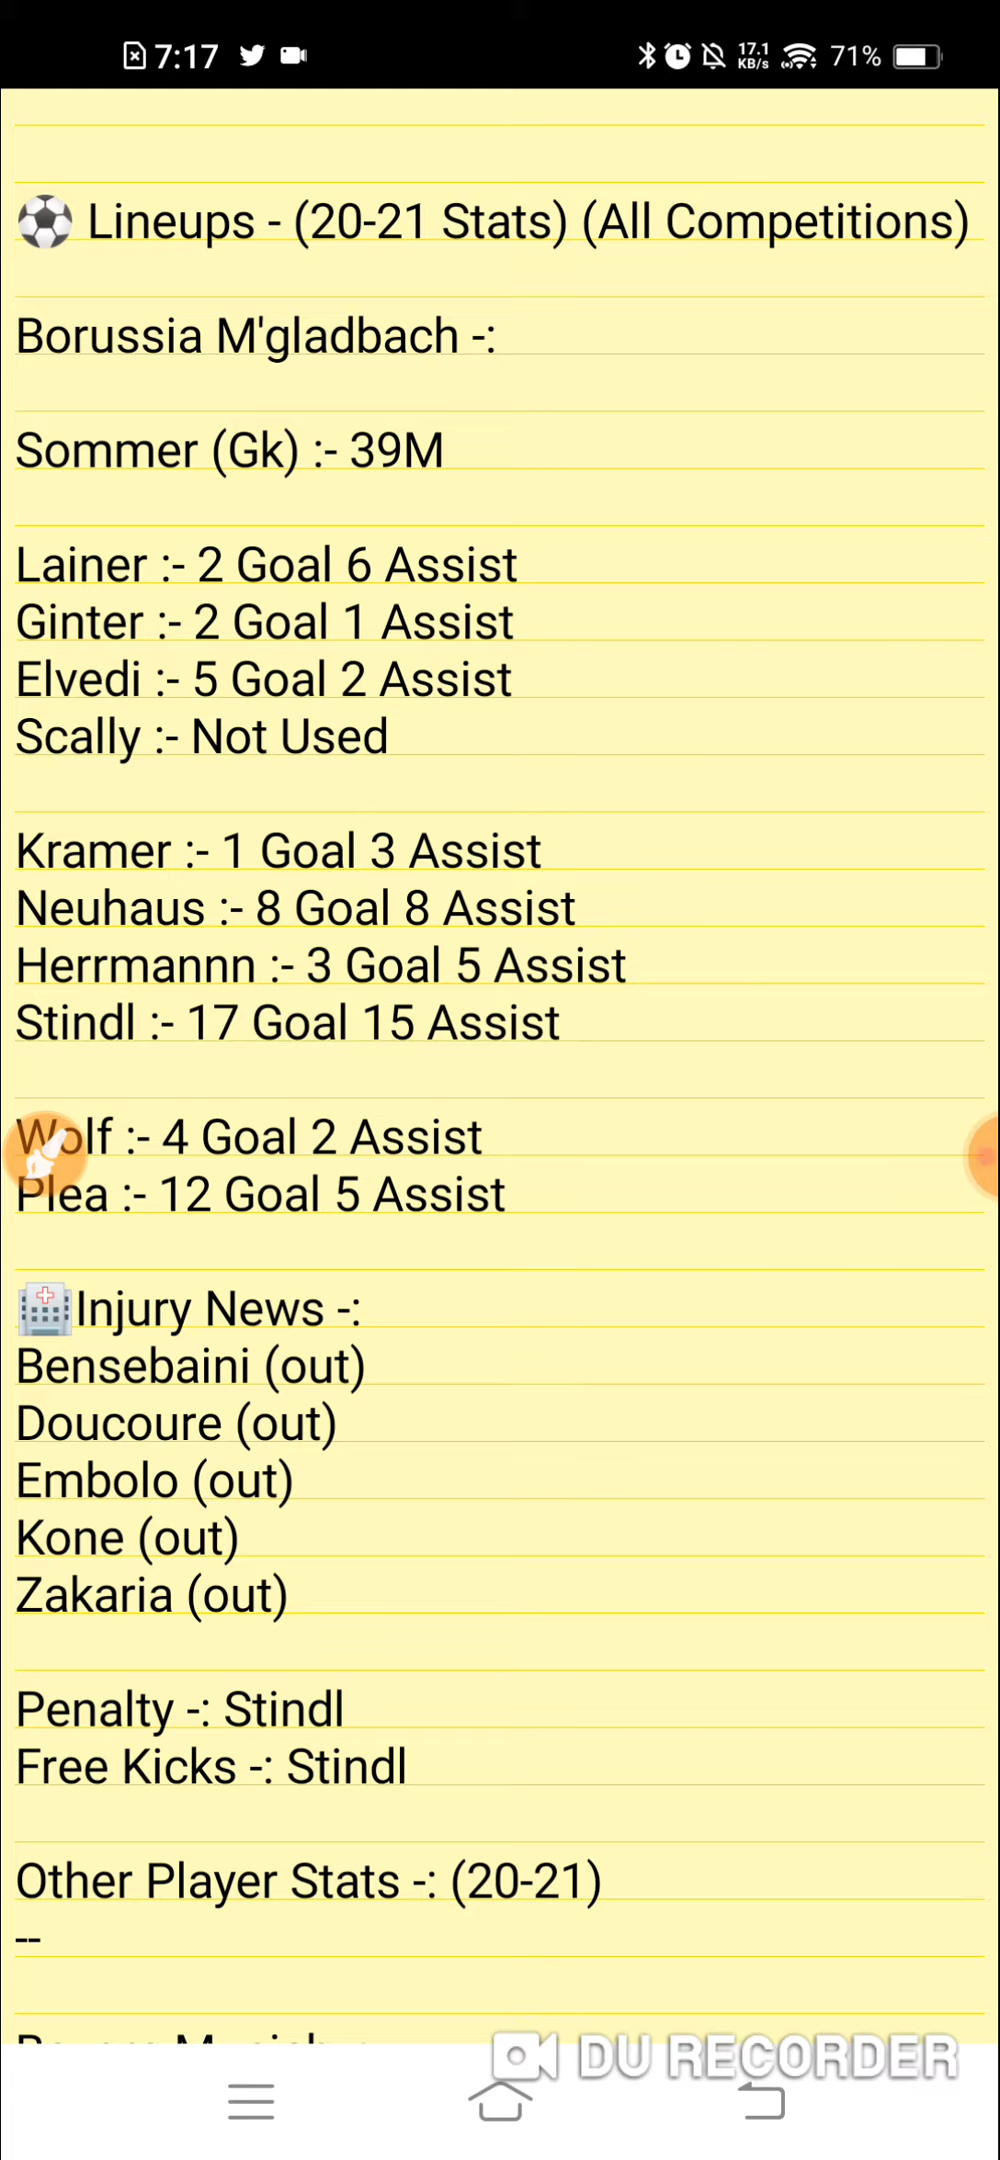 7:17
17.1 KB/s
71%
Lineups - (20-21 Stats) (All Competitions)
Borussia M'gladbach -:
Sommer (Gk) :- 39M
Lainer :- 2 Goal 6 Assist
Ginter :- 2 Goal 1 Assist
Elvedi :- 5 Goal 2 Assist
Scally :- Not Used
Kramer :- 1 Goal 3 Assist
Neuhaus :- 8 Goal 8 Assist
Herrmannn :- 3 Goal 5 Assist
Stindl :- 17 Goal 15 Assist
Wolf :- 4 Goal 2 Assist
Plea :- 12 Goal 5 Assist
Injury News -:
Bensebaini (out)
Doucoure (out)
Embolo (out)
Kone (out)
Zakaria (out)
Penalty -: Stindl
Free Kicks -: Stindl
Other Player Stats -: (20-21)
--
DU RECORDER